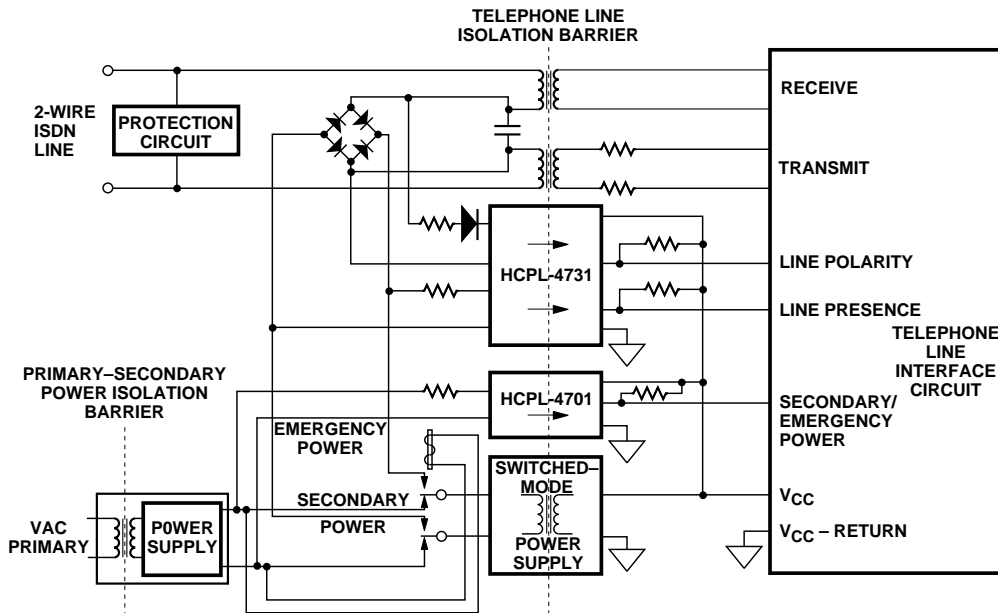 TELEPHONE LINE
ISOLATION BARRIER
2-WIRE
ISDN
LINE
PROTECTION
CIRCUIT
RECEIVE
TRANSMIT
HCPL-4731
LINE POLARITY
LINE PRESENCE
TELEPHONE
LINE
INTERFACE
CIRCUIT
PRIMARY–SECONDARY
POWER ISOLATION
BARRIER
HCPL-4701
SECONDARY/
EMERGENCY
POWER
EMERGENCY
POWER
SECONDARY
POWER
SWITCHED–
MODE
POWER
SUPPLY
VAC
PRIMARY
P0WER
SUPPLY
VCC
VCC – RETURN